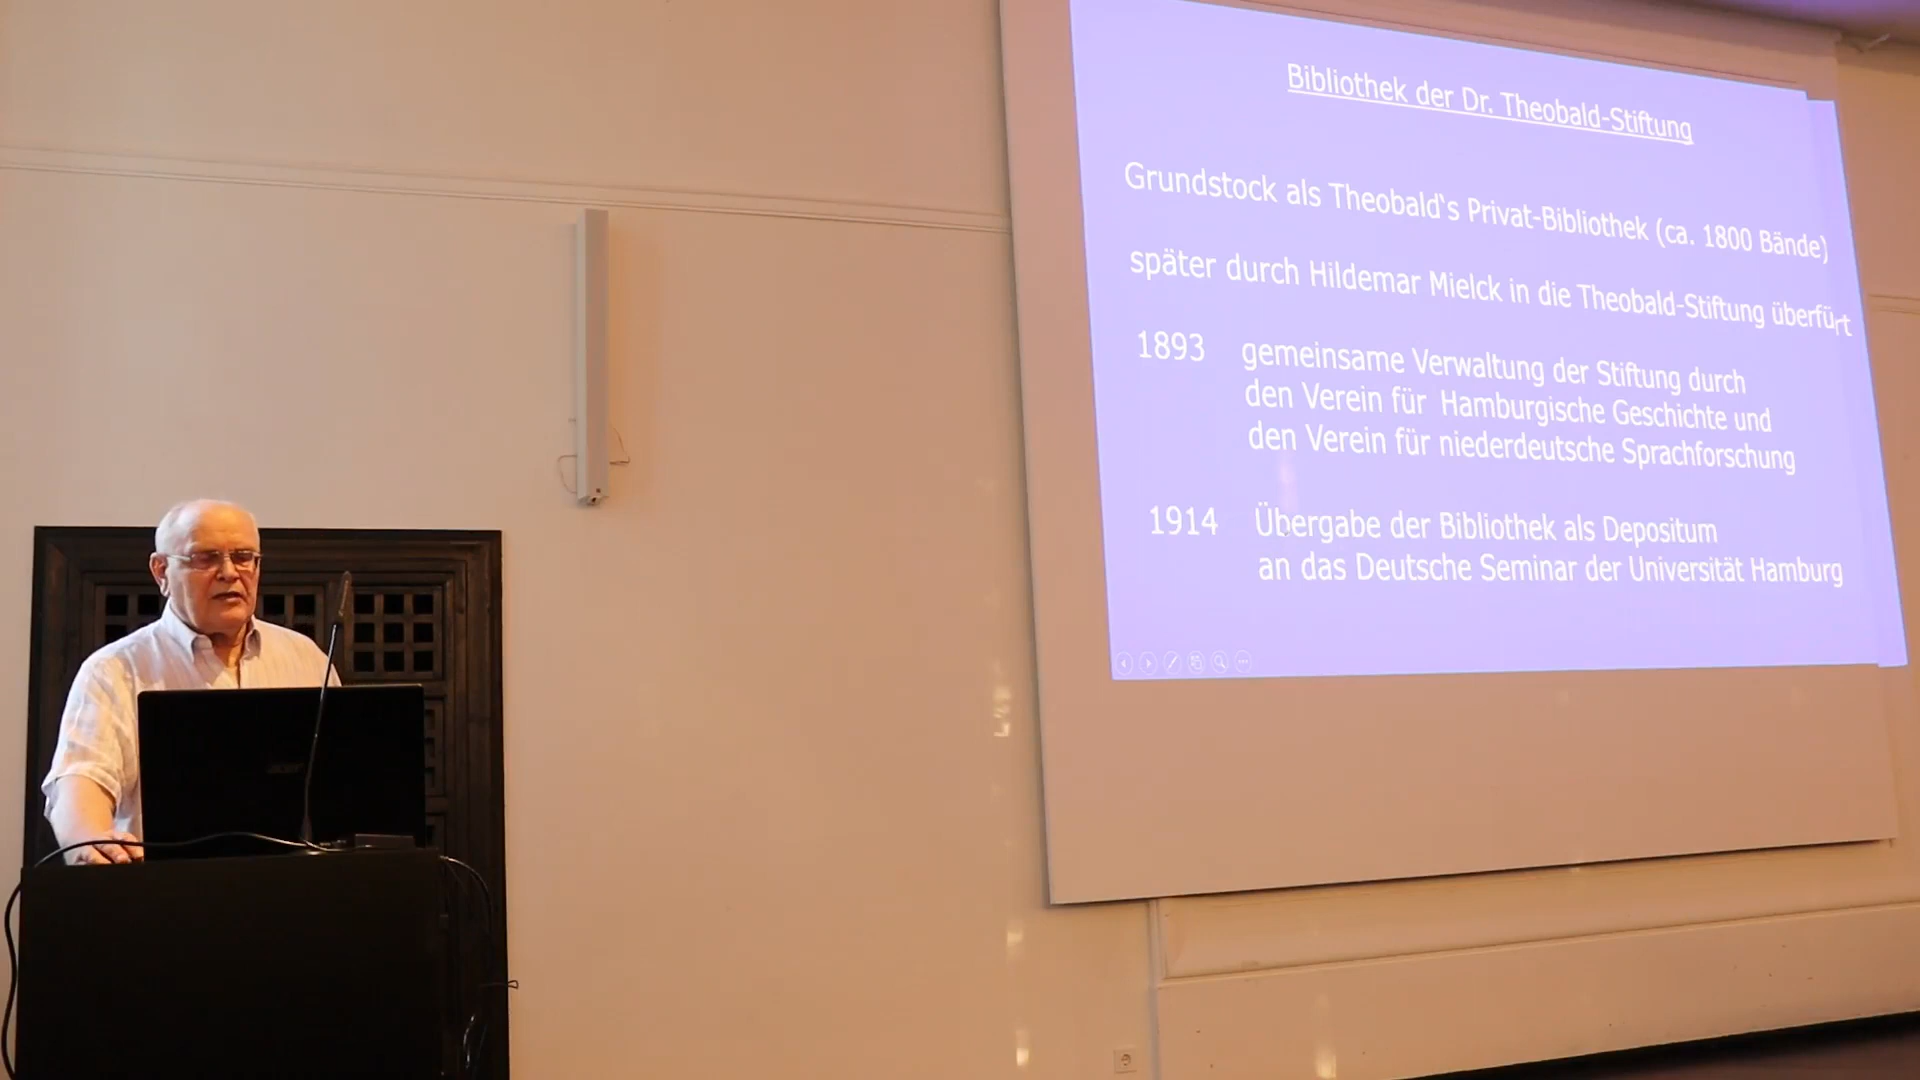 Bibliothek der Dr. Theobald-Stiftung
Grundstock als Theobald‘s Privat-Bibliothek (ca. 1800 Bände)
später durch Hildemar Mielck in die Theobald-Stiftung überfürt
1893 gemeinsame Verwaltung der Stiftung durch
den Verein für Hamburgische Geschichte und
den Verein für niederdeutsche Sprachforschung
1914 Übergabe der Bibliothek als Depositum
an das Deutsche Seminar der Universität Hamburg
acer